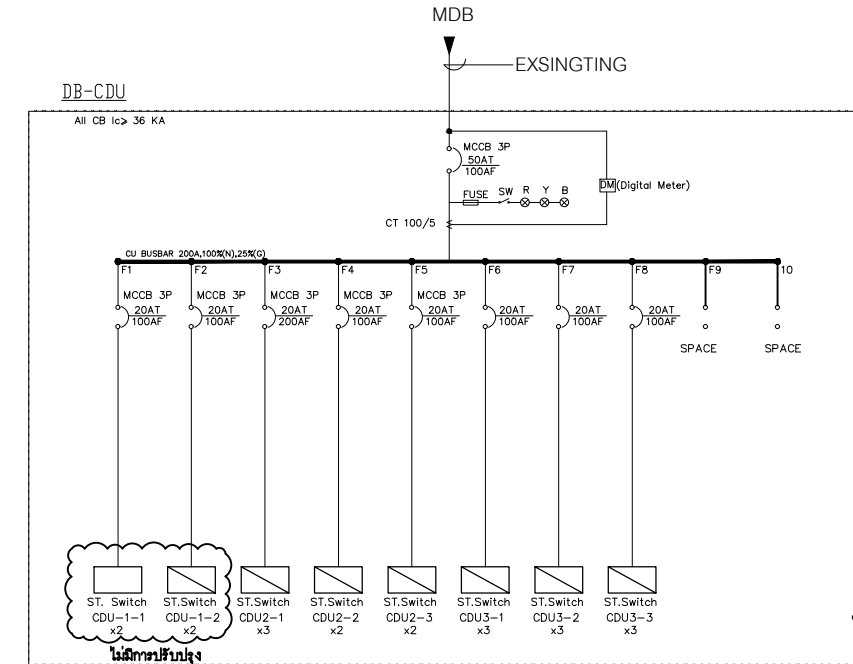 MDB
EXSINGTING
DB-CDU
All CB Ic≥ 36 KA
MCCB 3P
50AT
100AF
DM (Digital Meter)
FUSE SW R Y B
CT 100/5
CU BUSBAR 200A,100%(N),25%(G)
F1 F2 F3 F4 F5 F6 F7 F8 F9 10
MCCB 3P MCCB 3P MCCB 3P MCCB 3P MCCB 3P
20AT 20AT 20AT 20AT 20AT 20AT 20AT 20AT
100AF 100AF 200AF 100AF 100AF 100AF 100AF 100AF
SPACE SPACE
ST. Switch ST.Switch ST.Switch ST.Switch ST.Switch ST.Switch ST.Switch ST.Switch
CDU-1-1 CDU-1-2 CDU2-1 CDU2-2 CDU2-3 CDU3-1 CDU3-2 CDU3-3
x2 x2 x3 x2 x2 x3 x3 x3
ไม่มีการปรับปรุง